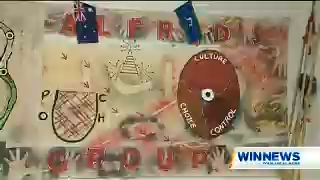 ALFRED
CULTURE
P C
O H
CHOICE
CONTROL
GROUP
WINNEWS